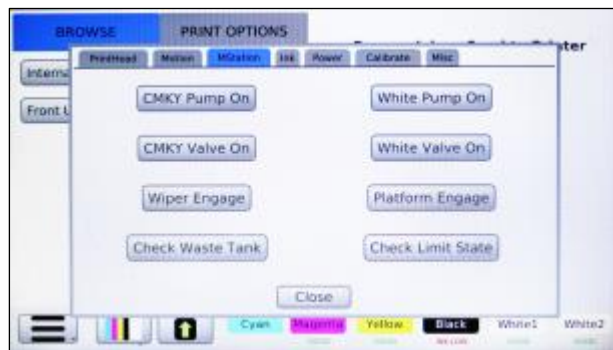 BROWSE PRINT OPTIONS
Printhead Motion MStation Ink Power Calibrate Misc
CMKY Pump On White Pump On
CMKY Valve On White Valve On
Wiper Engage Platform Engage
Check Waste Tank Check Limit State
Close
Cyan Magenta Yellow Black White1 White2